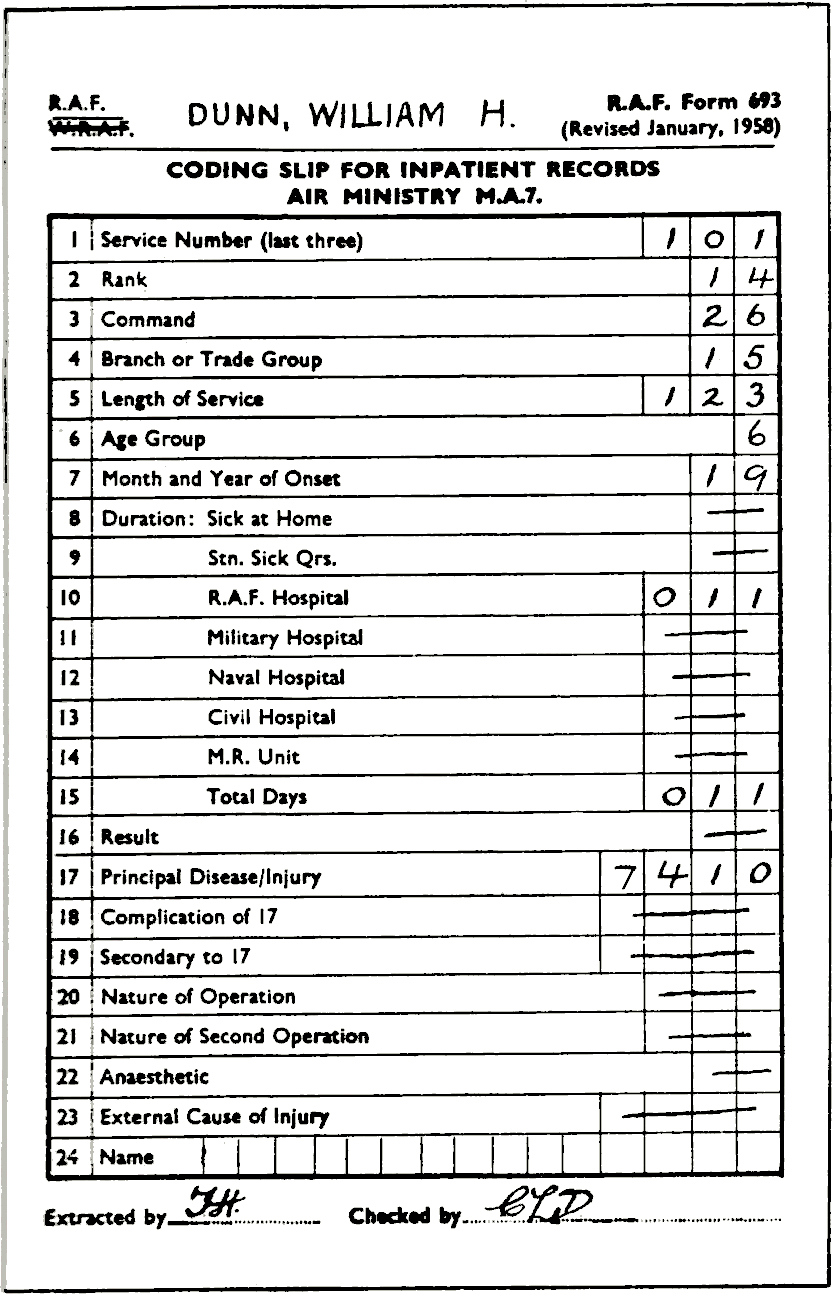 R.A.F.
W.R.A.F.
DUNN, WILLIAM H.
R.A.F. Form 693
(Revised January, 1958)
CODING SLIP FOR INPATIENT RECORDS
AIR MINISTRY M.A.7.
1 Service Number (last three) 1 0 1
2 Rank 1 4
3 Command 2 6
4 Branch or Trade Group 1 5
5 Length of Service 1 2 3
6 Age Group 6
7 Month and Year of Onset 1 9
8 Duration: Sick at Home —
9 Stn. Sick Qrs. —
10 R.A.F. Hospital 0 1 1
11 Military Hospital —
12 Naval Hospital —
13 Civil Hospital —
14 M.R. Unit —
15 Total Days 0 1 1
16 Result —
17 Principal Disease/Injury 7 4 1 0
18 Complication of 17 —
19 Secondary to 17 —
20 Nature of Operation —
21 Nature of Second Operation —
22 Anaesthetic —
23 External Cause of Injury —
24 Name
Extracted by Checked by